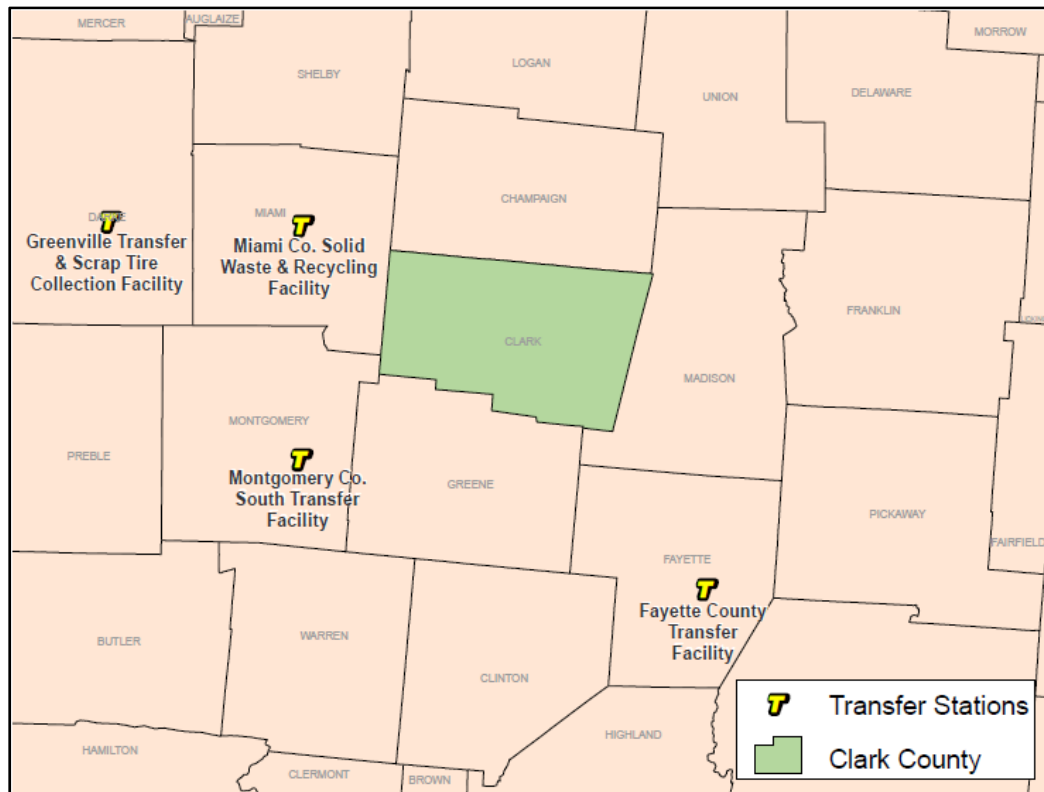 MERCER
AUGLAIZE
MORROW
LOGAN
SHELBY
UNION
DELAWARE
CHAMPAIGN
DARKE
MIAMI
Greenville Transfer
& Scrap Tire
Collection Facility
Miami Co. Solid
Waste & Recycling
Facility
FRANKLIN
CLARK
MADISON
MONTGOMERY
PREBLE
Montgomery Co.
South Transfer
Facility
GREENE
PICKAWAY
FAIRFIELD
FAYETTE
Fayette County
Transfer
Facility
BUTLER
WARREN
CLINTON
HIGHLAND
HAMILTON
CLERMONT
BROWN
T Transfer Stations
Clark County